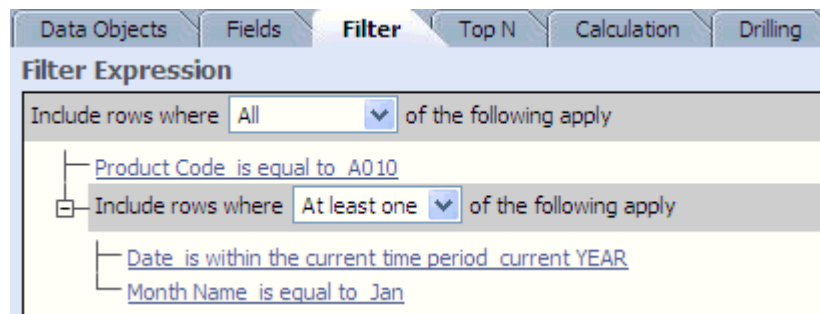 Data Objects Fields Filter Top N Calculation Drilling
Filter Expression
Include rows where All of the following apply
Product Code is equal to A010
Include rows where At least one of the following apply
Date is within the current time period current YEAR
Month Name is equal to Jan